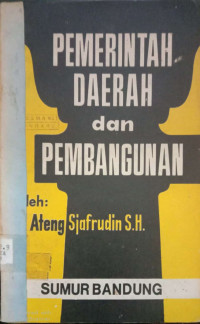 PEMERINTAH
DAERAH
dan
PEMBANGUNAN
leh:
Ateng Sjafrudin S.H.
SUMUR BANDUNG